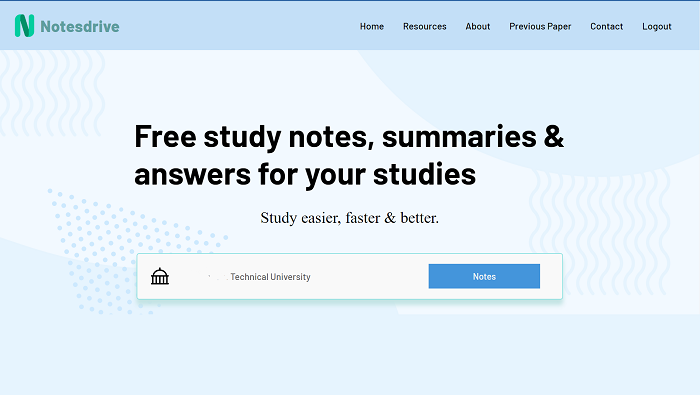 Notesdrive
Home Resources About Previous Paper Contact Logout
Free study notes, summaries &
answers for your studies
Study easier, faster & better.
Technical University
Notes